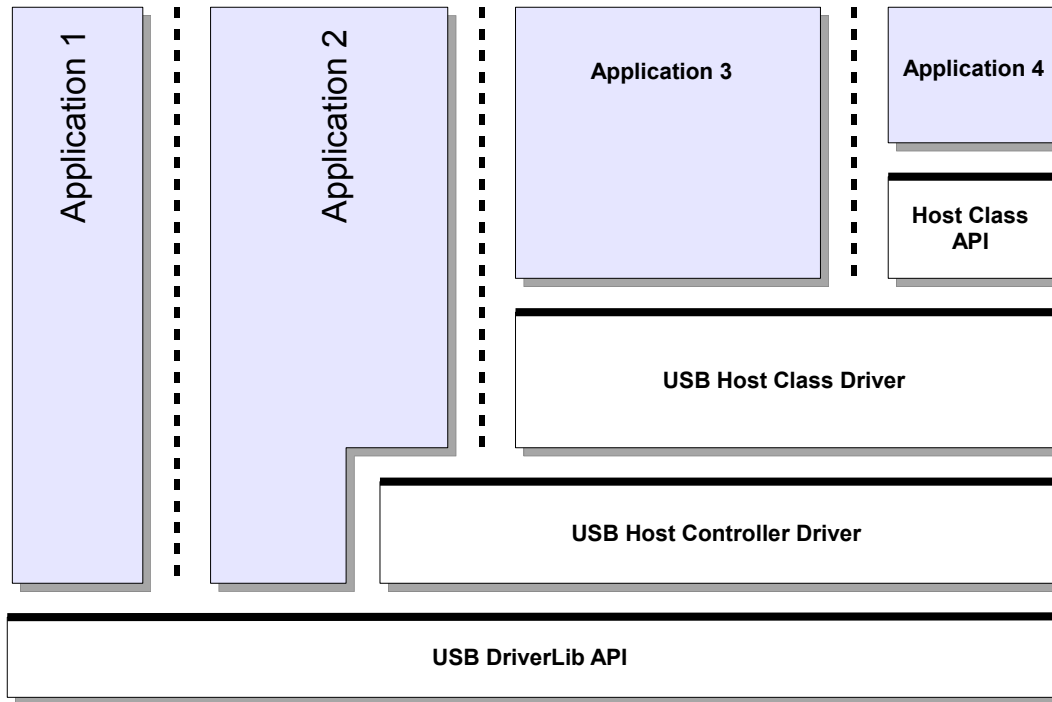 Application 1
Application 2
Application 3
Application 4
Host Class
API
USB Host Class Driver
USB Host Controller Driver
USB DriverLib API